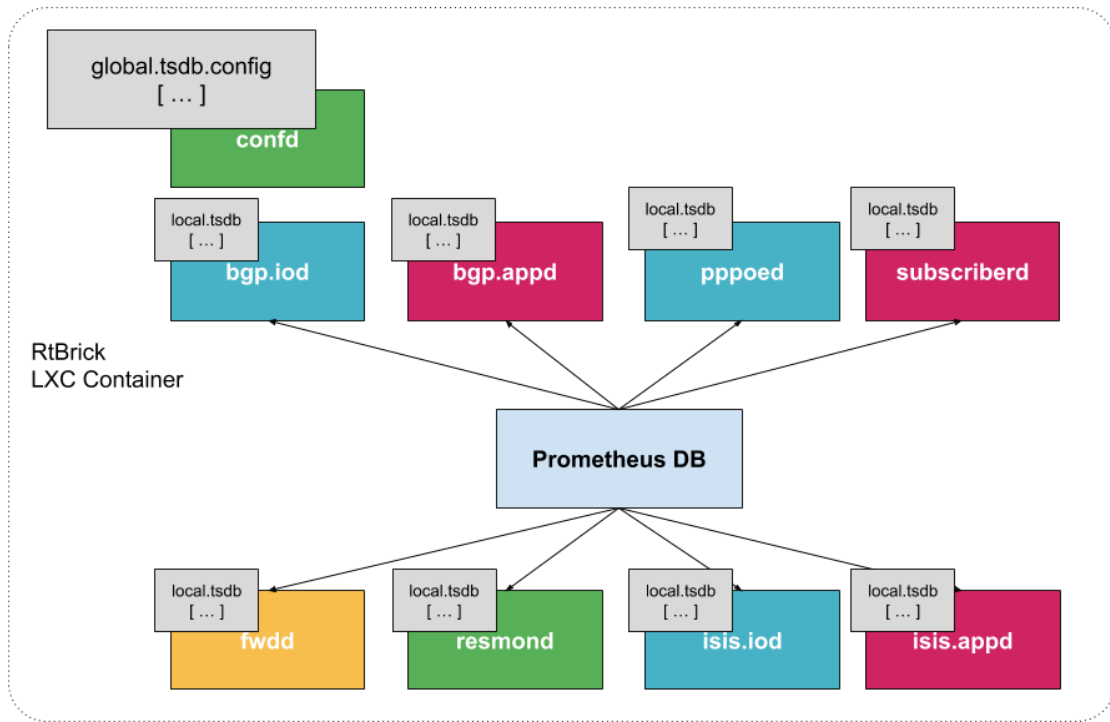 global.tsdb.config
[ ... ]
confd
local.tsdb
[ ... ]
bgp.iod
local.tsdb
[ ... ]
bgp.appd
local.tsdb
[ ... ]
pppoed
local.tsdb
[ ... ]
subscriberd
RtBrick
LXC Container
Prometheus DB
local.tsdb
[ ... ]
fwdd
local.tsdb
[ ... ]
resmond
local.tsdb
[ ... ]
isis.iod
local.tsdb
[ ... ]
isis.appd